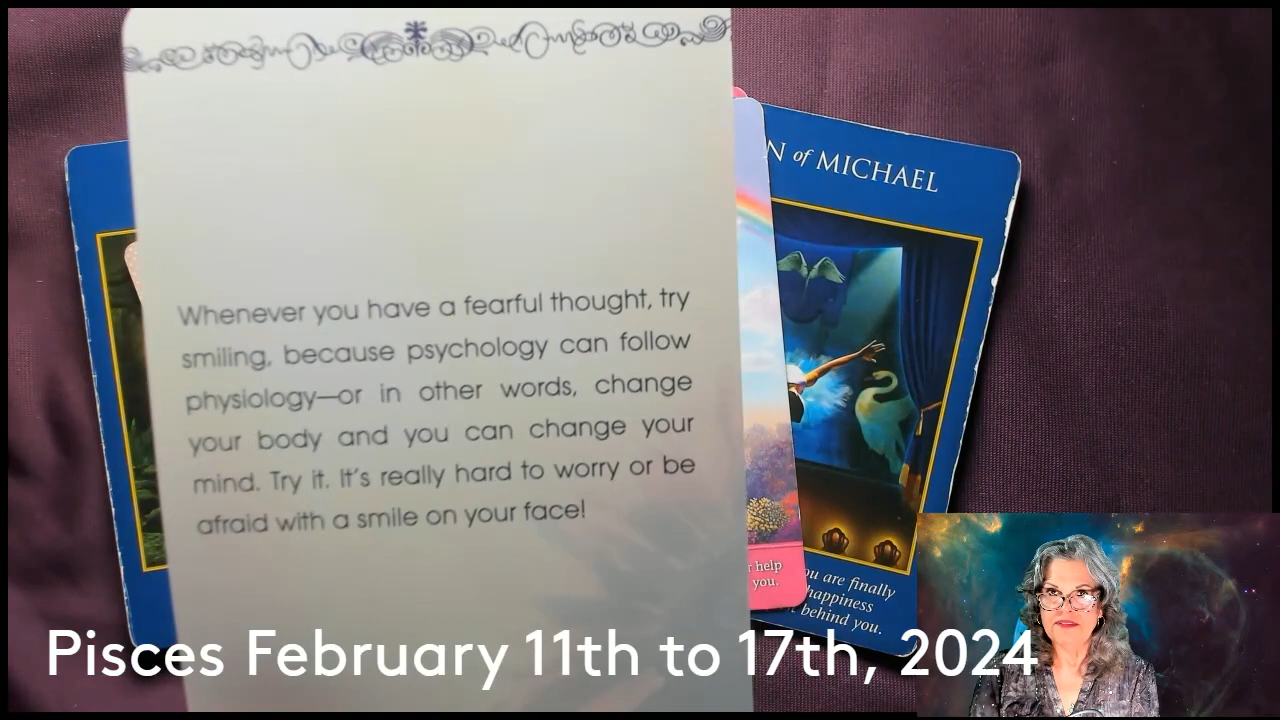 N of MICHAEL
Whenever you have a fearful thought, try
smiling, because psychology can follow
physiology—or in other words, change
your body and you can change your
mind. Try it. It's really hard to worry or be
afraid with a smile on your face!
help
you.
you are finally
happiness
behind you.
Pisces February 11th to 17th, 2024